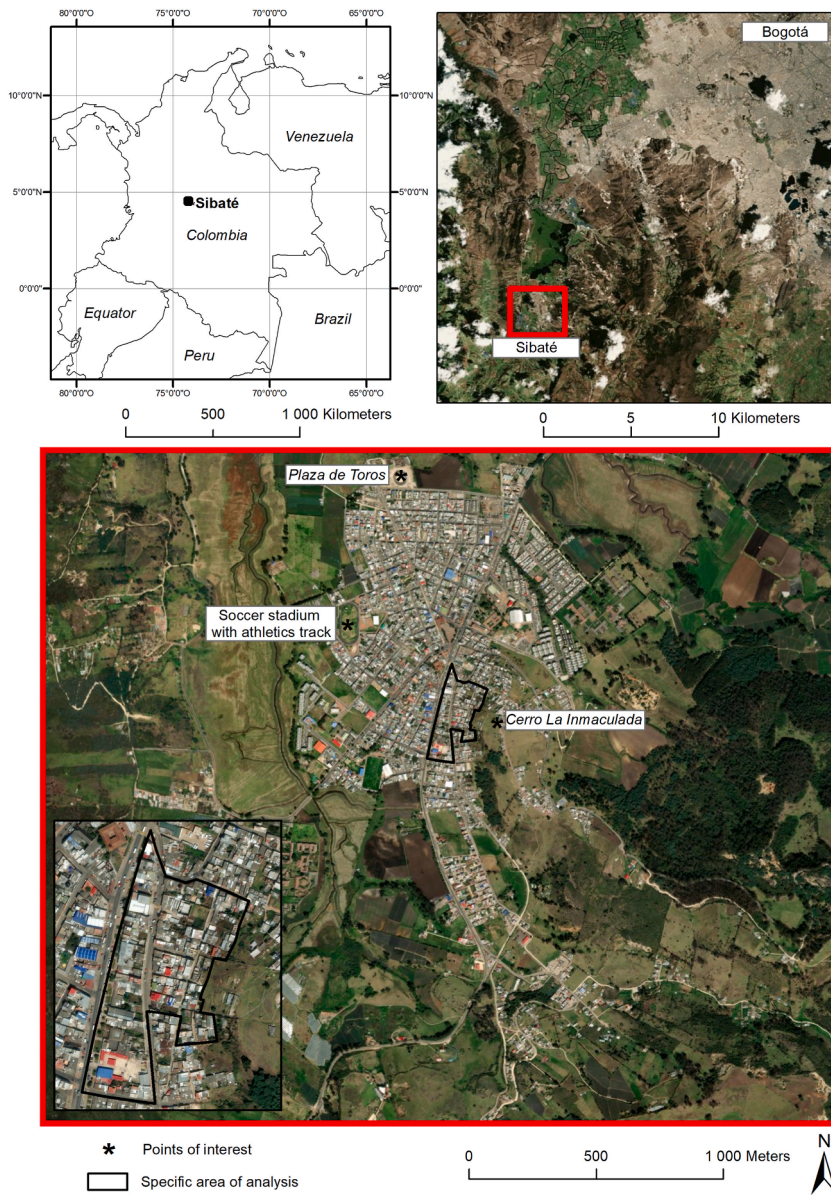 80°0'0"W 75°0'0"W 70°0'0"W 65°0'0"W
10°0'0"N
10°0'0"N
5°0'0"N
5°0'0"N
0°0'0"
0°0'0"
Venezuela
Sibaté
Colombia
Equator
Brazil
Peru
80°0'0"W 75°0'0"W 70°0'0"W 65°0'0"W
0 500 1 000 Kilometers
Bogotá
Sibaté
0 5 10 Kilometers
Plaza de Toros
Soccer stadium
with athletics track
Cerro La Inmaculada
* Points of interest
Specific area of analysis
0 500 1 000 Meters
N